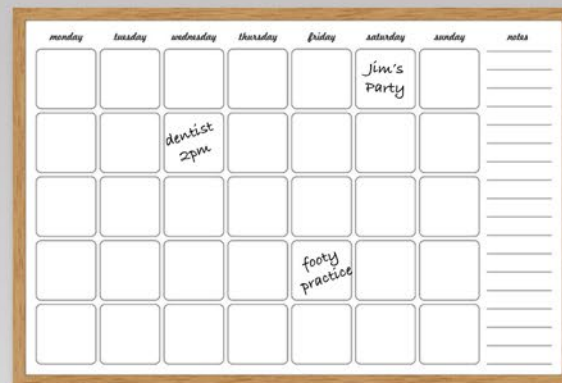 monday tuesday wednesday thursday friday saturday sunday notes
Jim's
Party
dentist
2pm
footy
practice